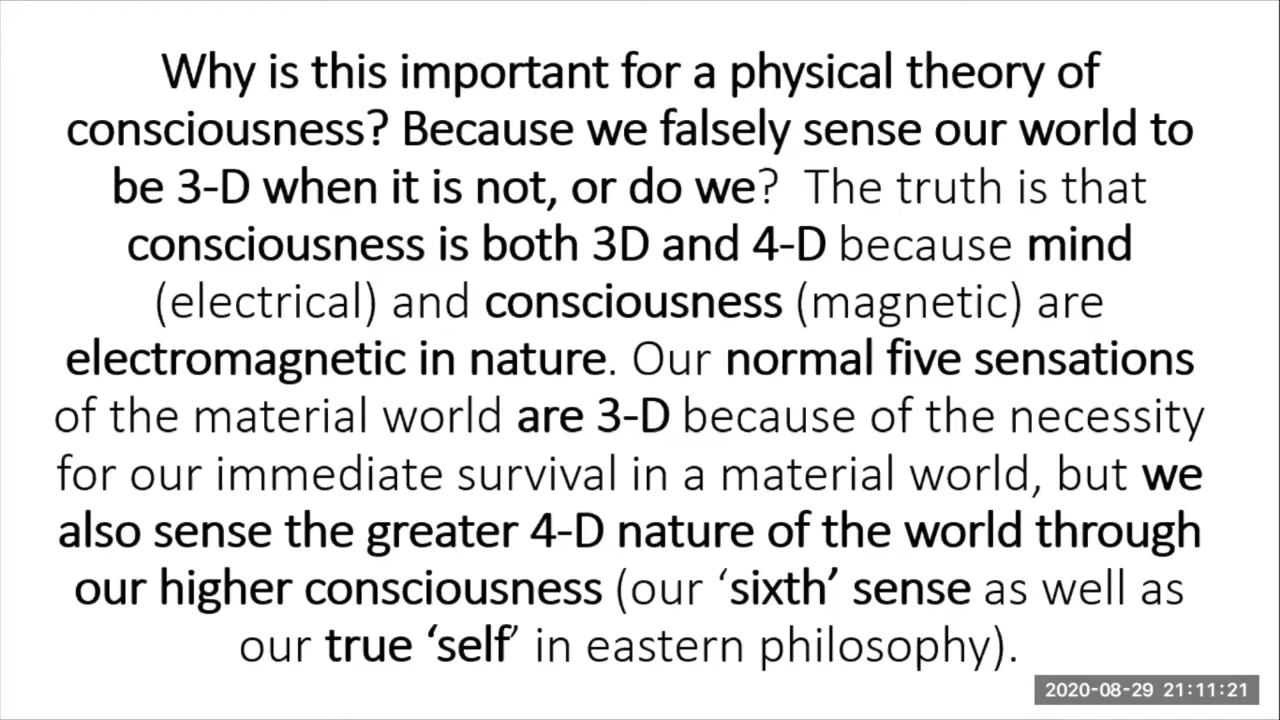 Why is this important for a physical theory of
consciousness? Because we falsely sense our world to
be 3-D when it is not, or do we? The truth is that
consciousness is both 3D and 4-D because mind
(electrical) and consciousness (magnetic) are
electromagnetic in nature. Our normal five sensations
of the material world are 3-D because of the necessity
for our immediate survival in a material world, but we
also sense the greater 4-D nature of the world through
our higher consciousness (our ‘sixth’ sense as well as
our true ‘self’ in eastern philosophy).
2020-08-29 21:11:21